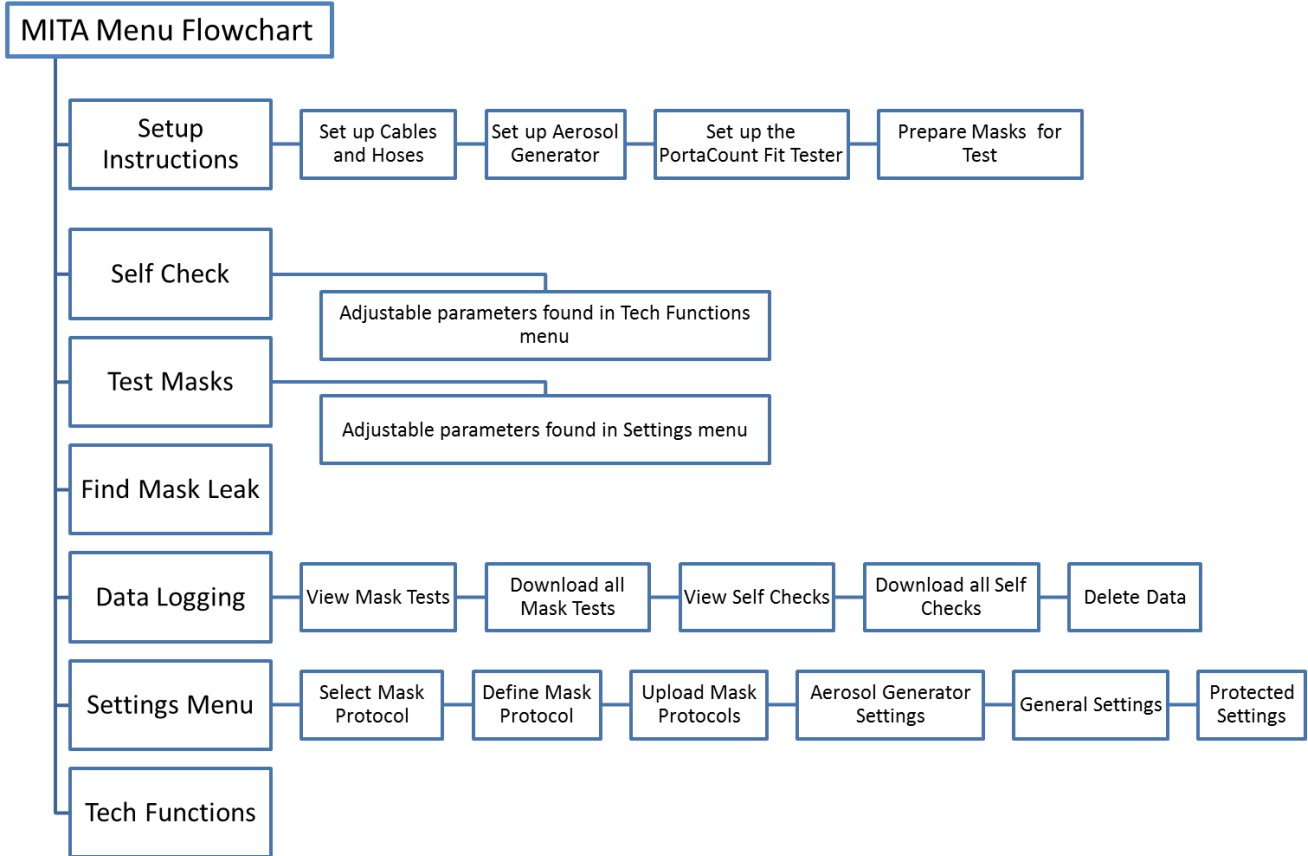 MITA Menu Flowchart
Setup
Instructions
Set up Cables
and Hoses
Set up Aerosol
Generator
Set up the
PortaCount Fit Tester
Prepare Masks for
Test
Self Check
Adjustable parameters found in Tech Functions
menu
Test Masks
Adjustable parameters found in Settings menu
Find Mask Leak
Data Logging
View Mask Tests
Download all
Mask Tests
View Self Checks
Download all Self
Checks
Delete Data
Settings Menu
Select Mask
Protocol
Define Mask
Protocol
Upload Mask
Protocols
Aerosol Generator
Settings
General Settings
Protected
Settings
Tech Functions